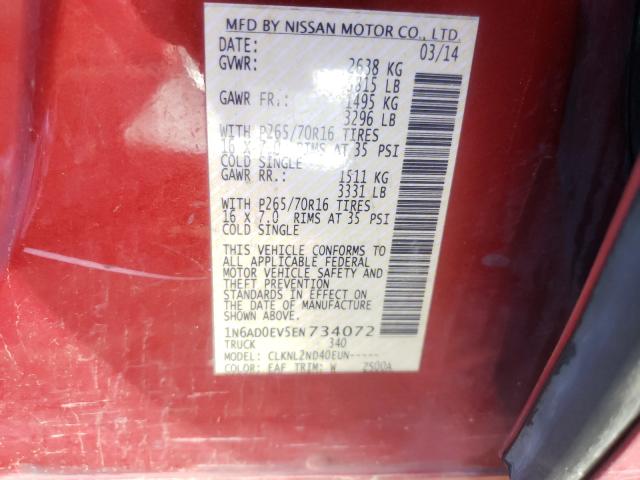 MFD BY NISSAN MOTOR CO., LTD.
DATE: 03/14
GVWR: 2638 KG
5815 LB
GAWR FR.: 1495 KG
3296 LB
WITH P265/70R16 TIRES
16 X 7.0 RIMS AT 35 PSI
COLD SINGLE
GAWR RR.: 1511 KG
3331 LB
WITH P265/70R16 TIRES
16 X 7.0 RIMS AT 35 PSI
COLD SINGLE
THIS VEHICLE CONFORMS TO
ALL APPLICABLE FEDERAL
MOTOR VEHICLE SAFETY AND
THEFT PREVENTION
STANDARDS IN EFFECT ON
THE DATE OF MANUFACTURE
SHOWN ABOVE.
1N6AD0EV5EN734072
TRUCK 340
MODEL: CLKNL2ND40EUN-----
COLOR: EAF TRIM: W 2500A